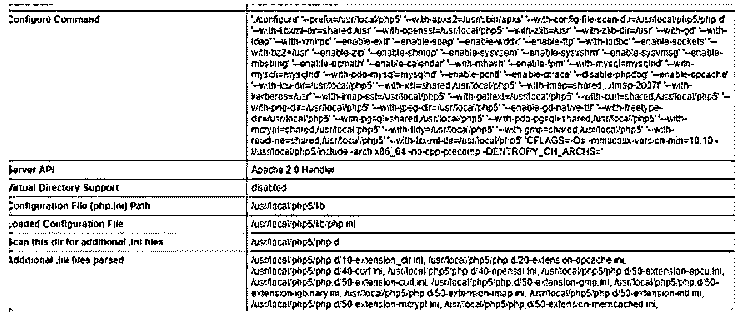 Configure Command
'./configure' '--prefix=/usr/local/php5' '--with-apxs2=/usr/sbin/apxs' '--with-config-file-scan-dir=/usr/local/php5/php.d'
'--with-libxml-dir=shared,/usr' '--with-openssl=/usr/local/php5' '--with-zlib=/usr' '--with-zlib-dir=/usr' '--with-gd' '--with-
ldap' '--with-xmlrpc' '--enable-exif' '--enable-soap' '--enable-wddx' '--enable-ftp' '--enable-sockets' '--
with-bz2=/usr' '--enable-zip' '--enable-shmop' '--enable-sysvsem' '--enable-sysvshm' '--enable-sysvmsg' '--enable-
mbstring' '--enable-bcmath' '--enable-calendar' '--with-mhash' '--enable-fpm' '--with-mysql=mysqlnd' '--with-
mysqli=mysqlnd' '--with-pdo-mysql=mysqlnd' '--enable-pcntl' '--enable-dtrace' '--disable-phpdbg' '--enable-opcache'
'--with-icu-dir=/usr/local/php5' '--with-xsl=shared,/usr/local/php5' '--with-imap=shared,../imap-2007f' '--with-
kerberos=/usr' '--with-imap-ssl=/usr/local/php5' '--with-gettext=/usr/local/php5' '--with-curl=shared,/usr/local/php5'
'--with-png-dir=/usr/local/php5' '--with-jpeg-dir=/usr/local/php5' '--enable-gd-native-ttf' '--with-freetype-
dir=/usr/local/php5' '--with-pgsql=shared,/usr/local/php5' '--with-pdo-pgsql=shared,/usr/local/php5' '--with-
mcrypt=shared,/usr/local/php5' '--with-tidy=shared,/usr/local/php5' '--with-gmp=shared,/usr/local/php5' '--with-
readline=shared,/usr/local/php5' 'CFLAGS=-Os -mmacosx-version-min=10.10 -
I/usr/local/php5/include -arch x86_64 -no-cpp-precomp -DENTROPY_CH_ARCHS='
Server API
Apache 2.0 Handler
Virtual Directory Support
disabled
Configuration File (php.ini) Path
/usr/local/php5/lib
Loaded Configuration File
/usr/local/php5/lib/php.ini
Scan this dir for additional .ini files
/usr/local/php5/php.d
Additional .ini files parsed
/usr/local/php5/php.d/10-extension_dir.ini, /usr/local/php5/php.d/20-extension-opcache.ini,
/usr/local/php5/php.d/40-curl.ini, /usr/local/php5/php.d/40-openssl.ini, /usr/local/php5/php.d/50-extension-apcu.ini,
/usr/local/php5/php.d/50-extension-curl.ini, /usr/local/php5/php.d/50-extension-gmp.ini, /usr/local/php5/php.d/50-
extension-igbinary.ini, /usr/local/php5/php.d/50-extension-imap.ini, /usr/local/php5/php.d/50-extension-intl.ini,
/usr/local/php5/php.d/50-extension-mcrypt.ini, /usr/local/php5/php.d/50-extension-memcached.ini,